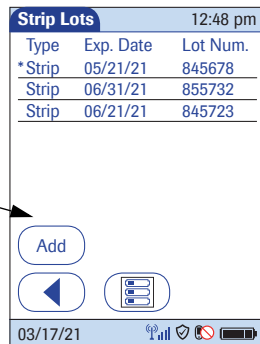 Strip Lots 12:48 pm
Type Exp. Date Lot Num.
*Strip 05/21/21 845678
Strip 06/31/21 855732
Strip 06/21/21 845723
Add
03/17/21